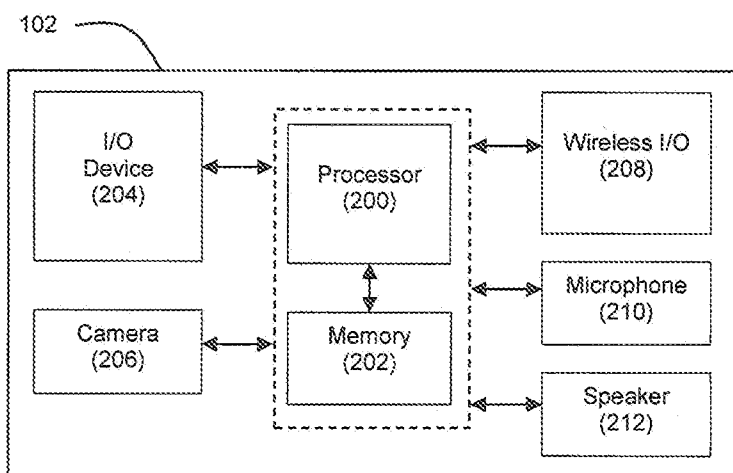 102
I/O
Device
(204)
Processor
(200)
Wireless I/O
(208)
Camera
(206)
Memory
(202)
Microphone
(210)
Speaker
(212)